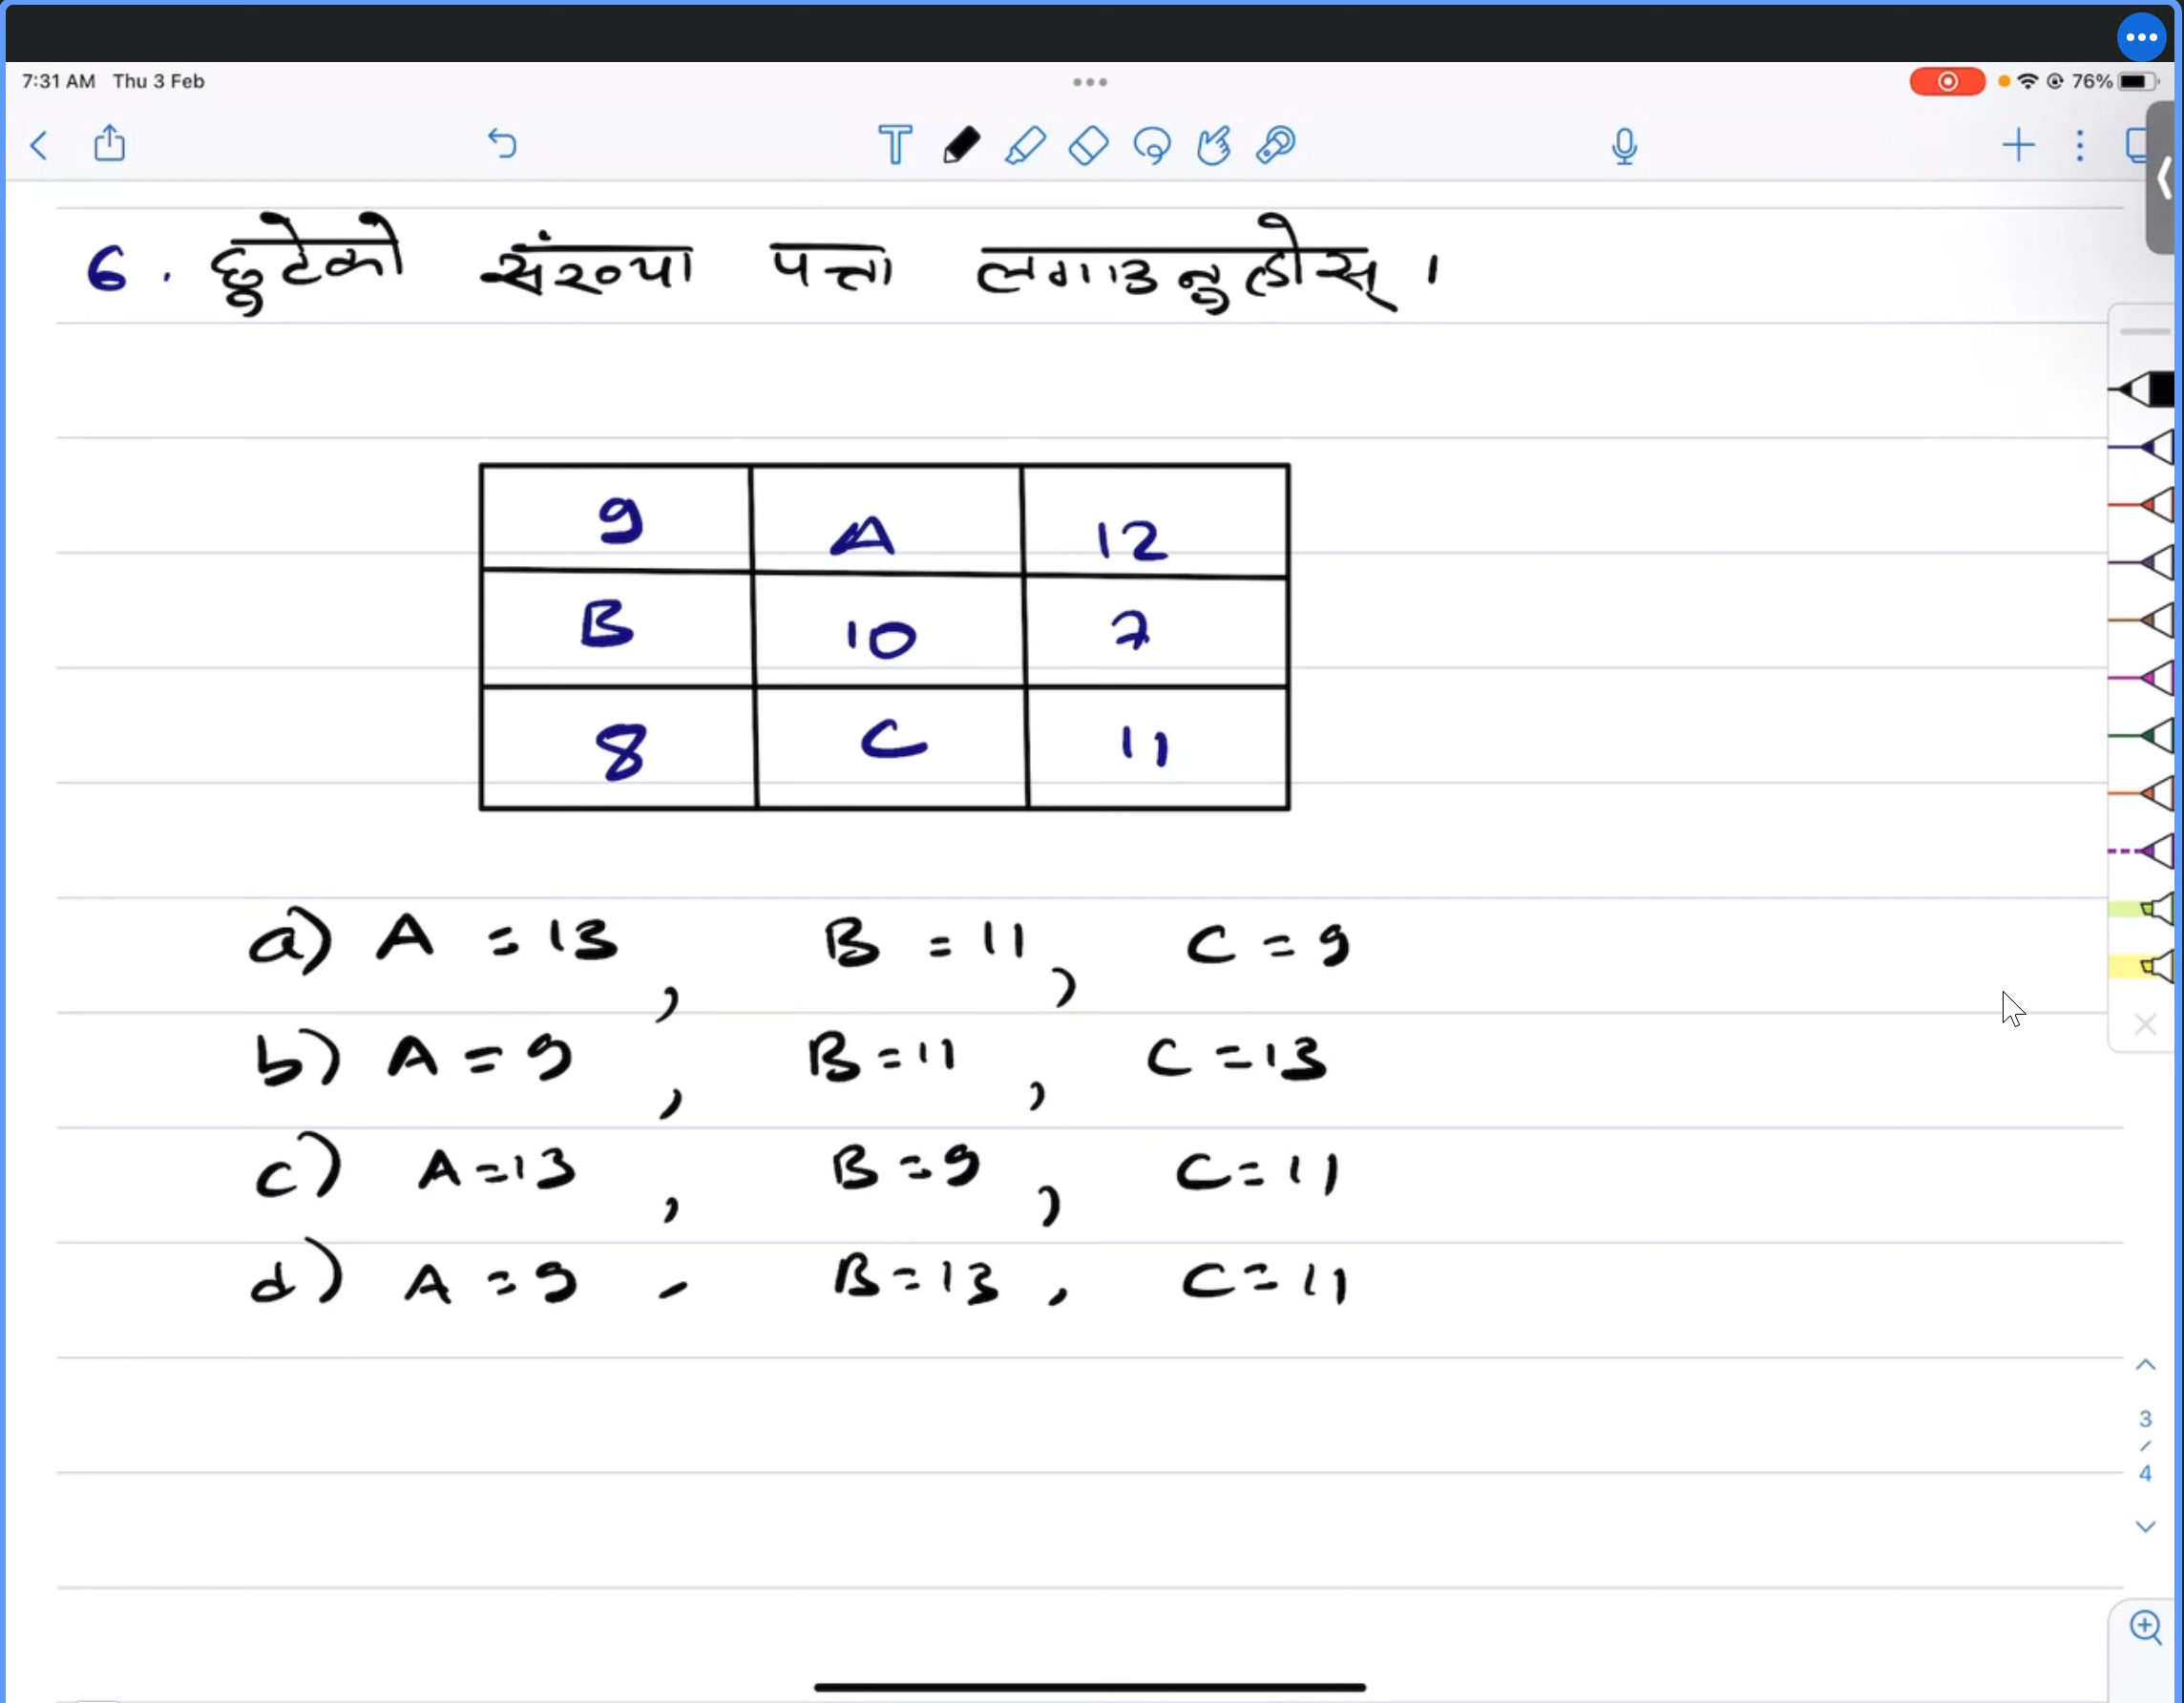 7:31 AM Thu 3 Feb 76%
6. छुटेको संख्या पत्ता लगाउनुहोस् ।
9 A 12
B 10 7
8 C 11
a) A = 13, B = 11, C = 9
b) A = 9, B = 11, C = 13
c) A = 13, B = 9, C = 11
d) A = 9, B = 13, C = 11
3
/
4